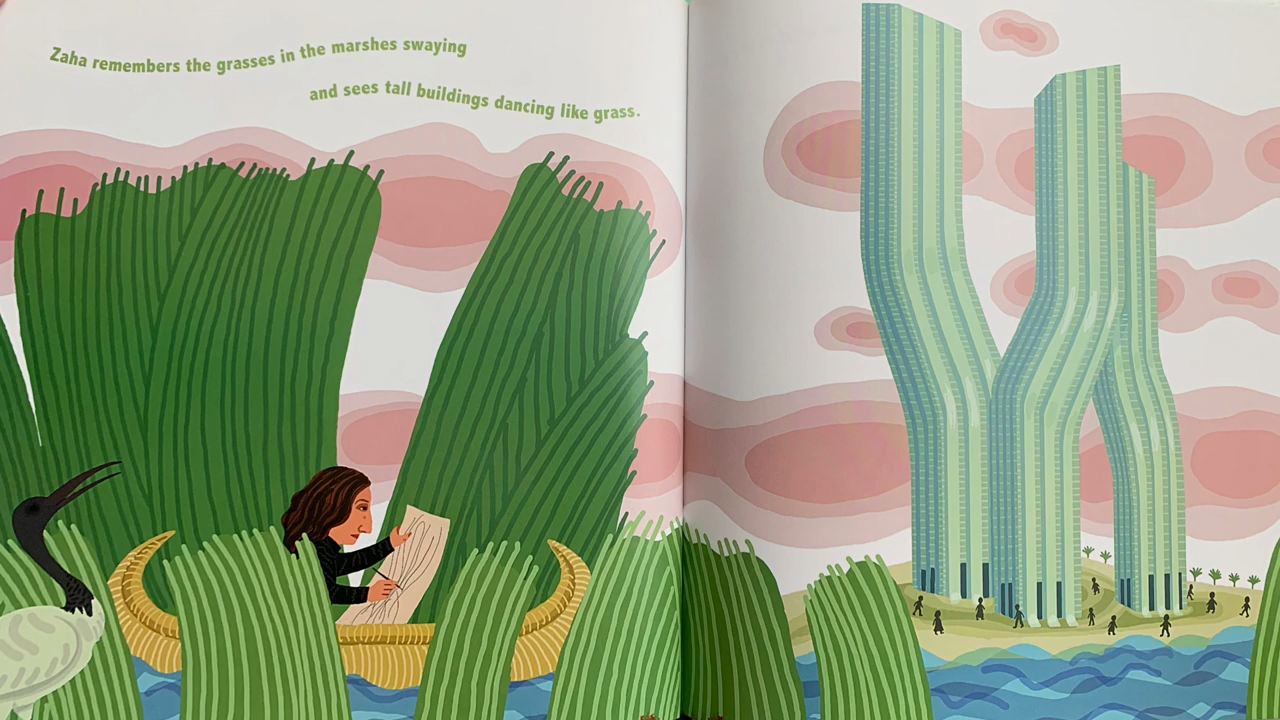 Zaha remembers the grasses in the marshes swaying
and sees tall buildings dancing like grass.